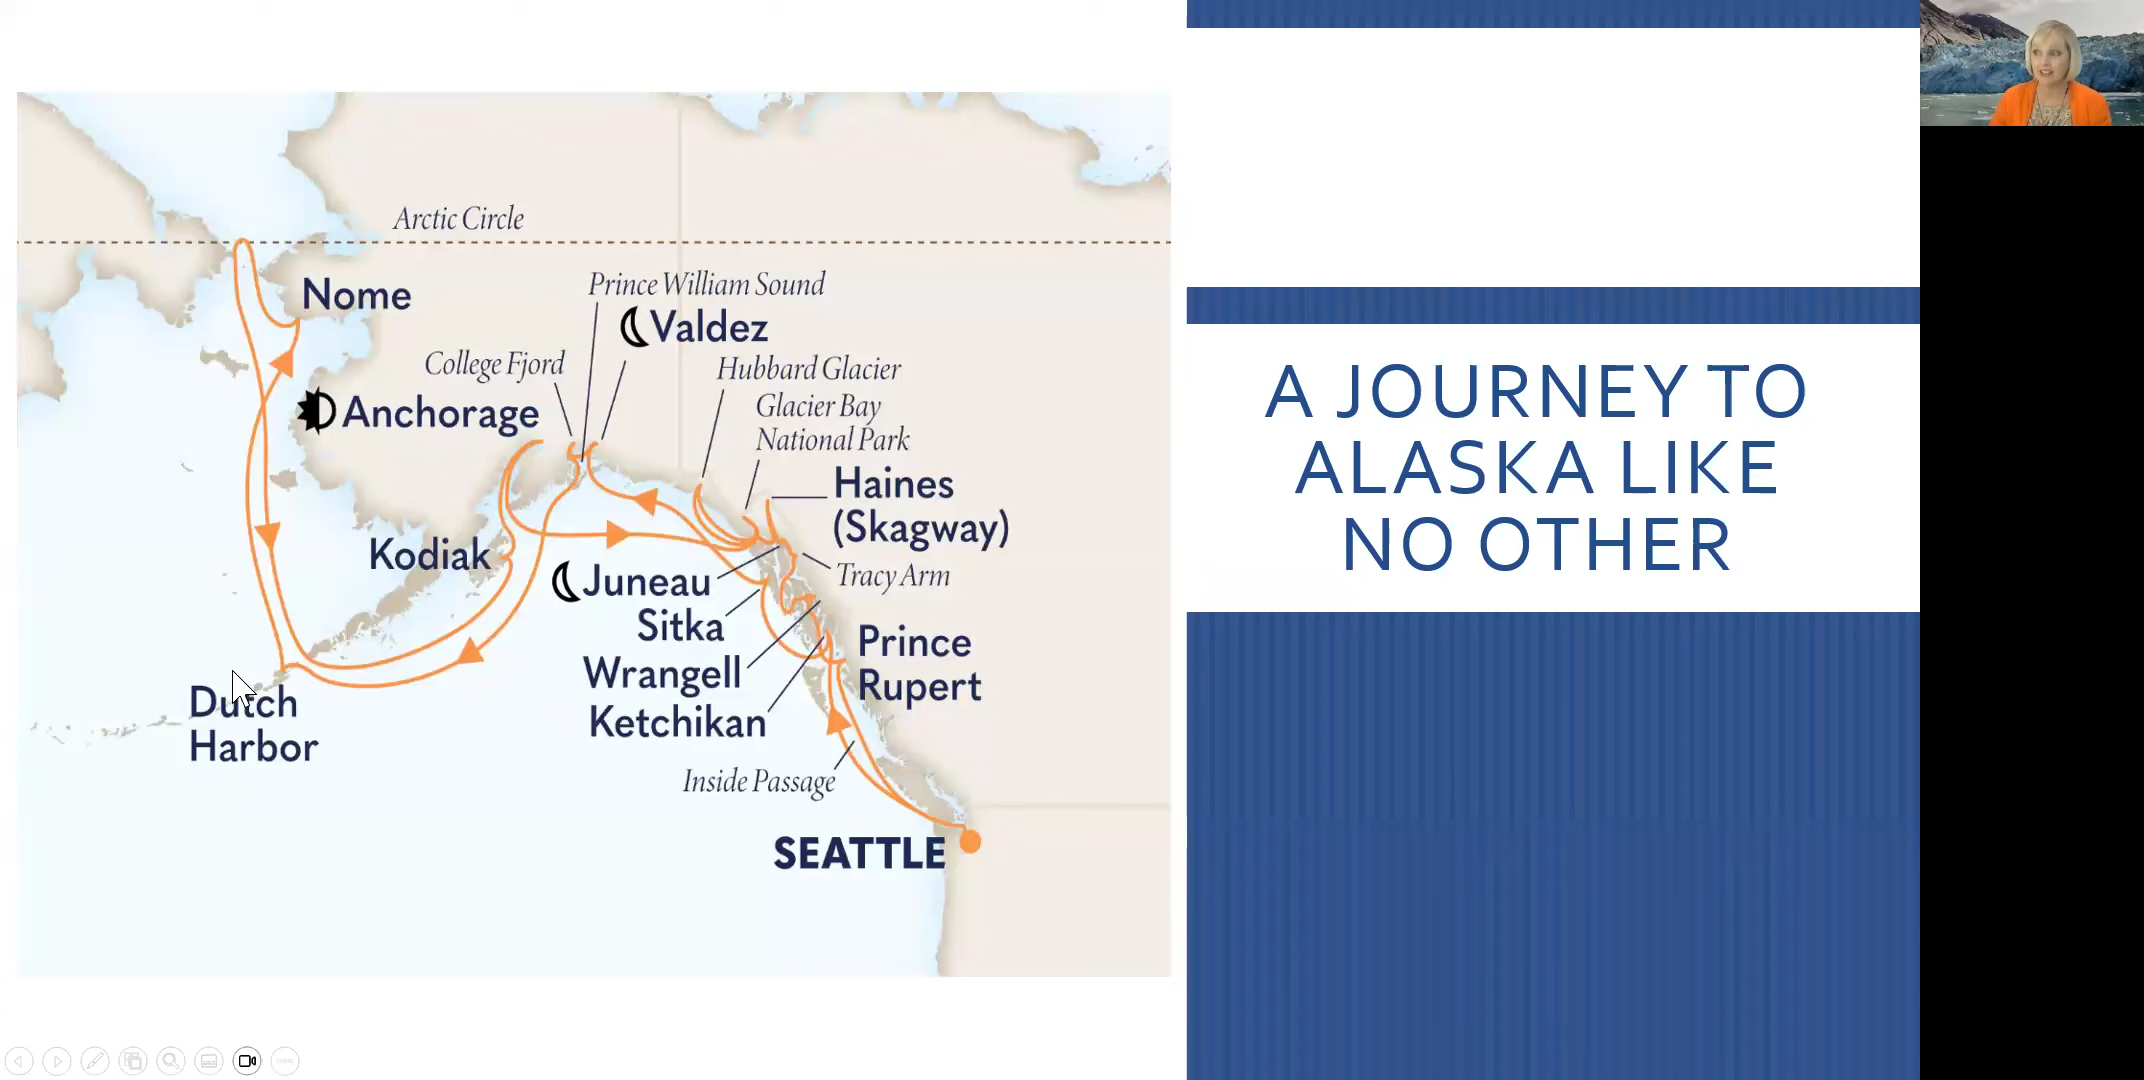 Arctic Circle
Nome
Prince William Sound
Valdez
College Fjord
Hubbard Glacier
Anchorage
Glacier Bay
National Park
Haines
(Skagway)
Kodiak
Juneau
Tracy Arm
Sitka
Prince
Rupert
Wrangell
Ketchikan
Dutch
Harbor
Inside Passage
SEATTLE
A JOURNEY TO
ALASKA LIKE
NO OTHER